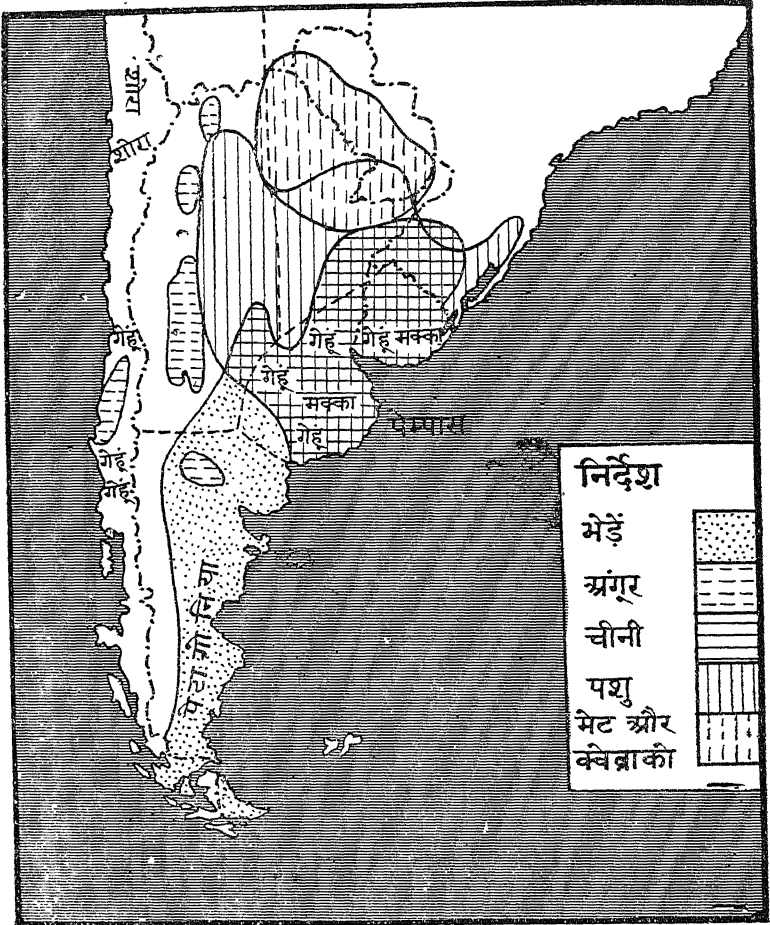 शोरा
शोरा
गेहूं
गेहूं
गेहूं मक्का
गेहूं
मक्का
गेहूं
पेम्पास
गेहूं
गेहूं
पेटागोनिया
निर्देश
भेड़ें
अंगूर
चीनी
पशु
मेट और
क्वेब्राको